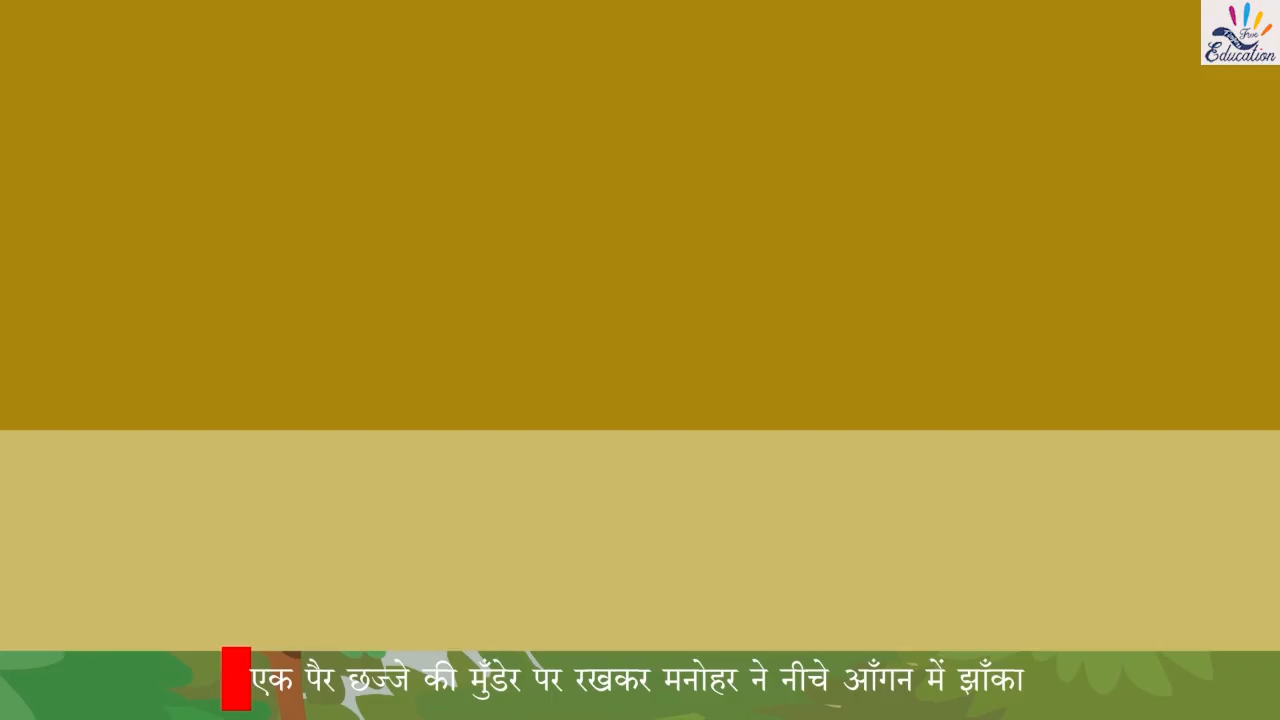 Free
Education
एक पैर छज्जे की मुँडेर पर रखकर मनोहर ने नीचे आँगन में झाँका